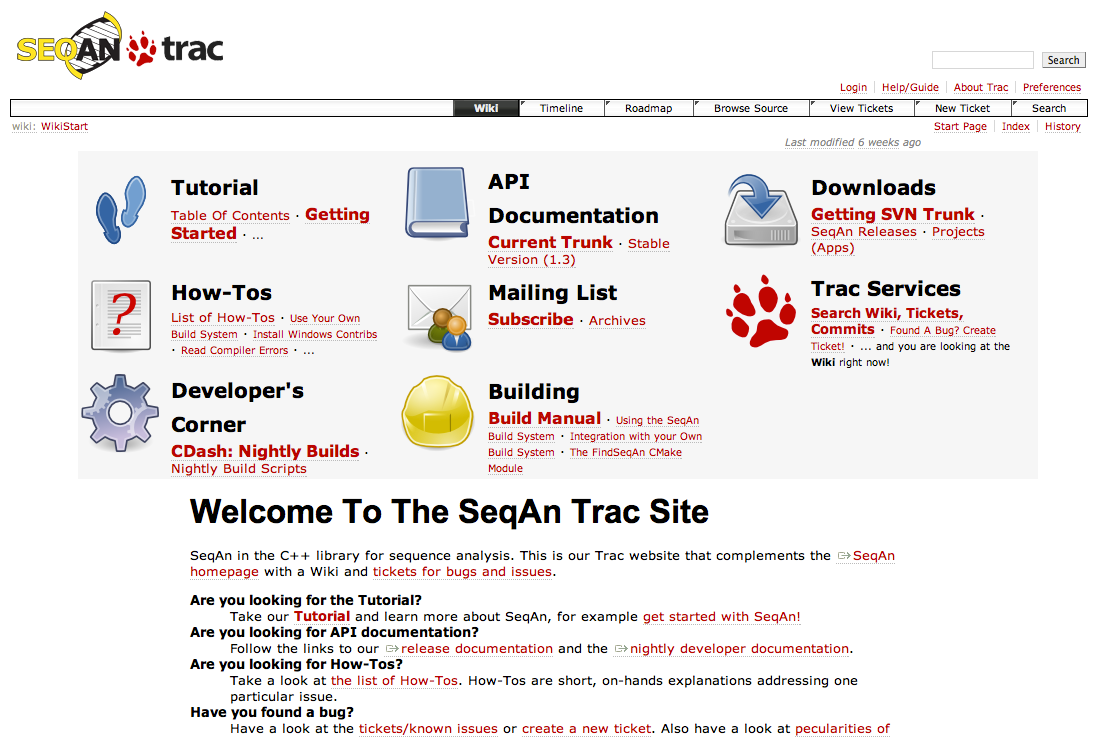 SEQAN trac
Search
Login Help/Guide About Trac Preferences
Wiki Timeline Roadmap Browse Source View Tickets New Ticket Search
wiki: WikiStart
Start Page Index History
Last modified 6 weeks ago
Tutorial
Table Of Contents · Getting
Started · ...
API
Documentation
Current Trunk · Stable
Version (1.3)
Downloads
Getting SVN Trunk ·
SeqAn Releases · Projects
(Apps)
?
How-Tos
List of How-Tos · Use Your Own
Build System · Install Windows Contribs
· Read Compiler Errors · ...
Mailing List
Subscribe · Archives
Trac Services
Search Wiki, Tickets,
Commits · Found A Bug? Create
Ticket! · ... and you are looking at the
Wiki right now!
Developer's
Corner
CDash: Nightly Builds ·
Nightly Build Scripts
Building
Build Manual · Using the SeqAn
Build System · Integration with your Own
Build System · The FindSeqAn CMake
Module
Welcome To The SeqAn Trac Site
SeqAn in the C++ library for sequence analysis. This is our Trac website that complements the SeqAn
homepage with a Wiki and tickets for bugs and issues.
Are you looking for the Tutorial?
Take our Tutorial and learn more about SeqAn, for example get started with SeqAn!
Are you looking for API documentation?
Follow the links to our release documentation and the nightly developer documentation.
Are you looking for How-Tos?
Take a look at the list of How-Tos. How-Tos are short, on-hands explanations addressing one
particular issue.
Have you found a bug?
Have a look at the tickets/known issues or create a new ticket. Also have a look at pecularities of